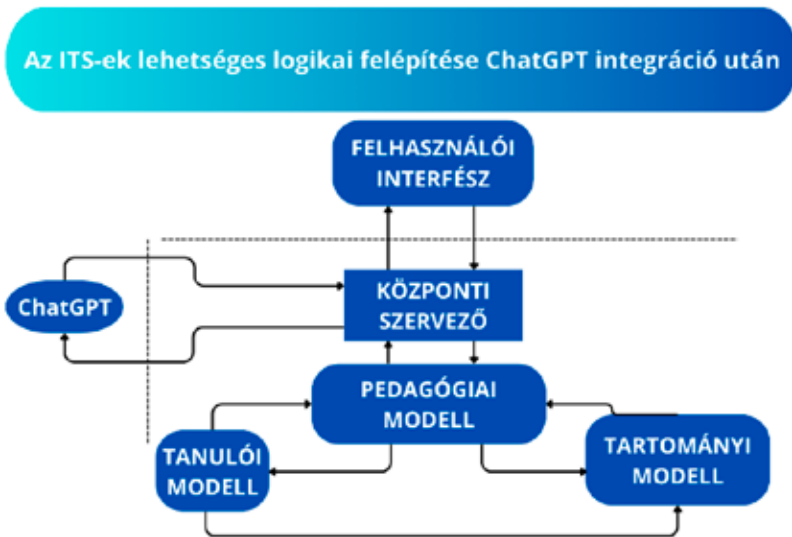 Az ITS-ek lehetséges logikai felépítése ChatGPT integráció után
FELHASZNÁLÓI
INTERFÉSZ
ChatGPT
KÖZPONTI
SZERVEZŐ
PEDAGÓGIAI
MODELL
TANULÓI
MODELL
TARTOMÁNYI
MODELL